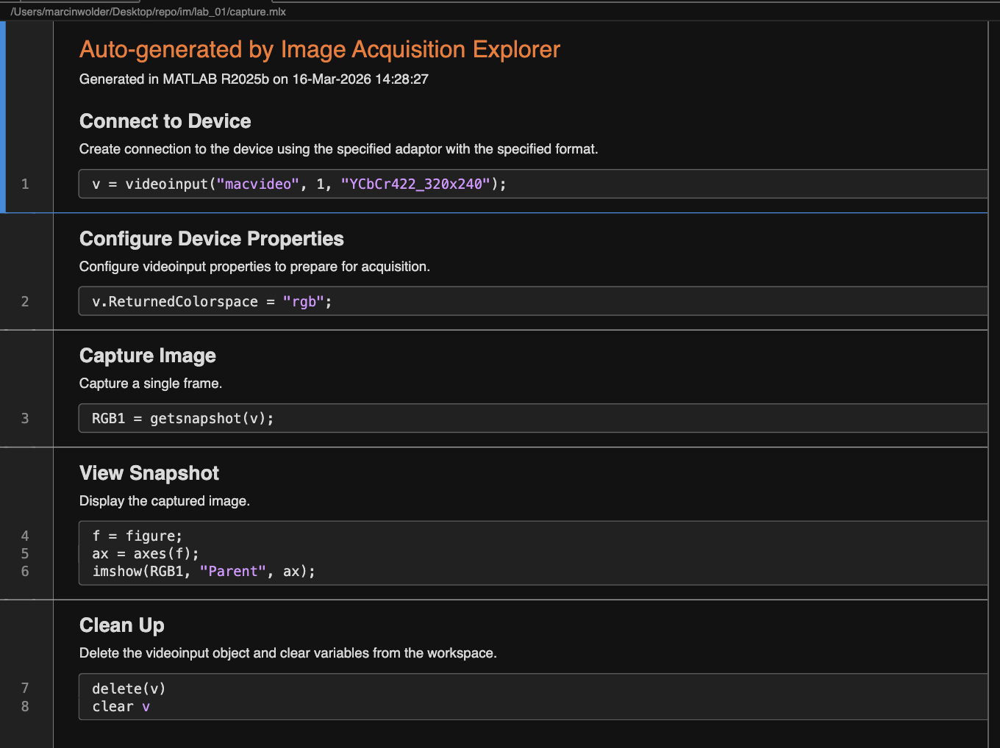 /Users/marcinwolder/Desktop/repo/im/lab_01/capture.mlx
Auto-generated by Image Acquisition Explorer
Generated in MATLAB R2025b on 16-Mar-2026 14:28:27
Connect to Device
Create connection to the device using the specified adaptor with the specified format.
1 v = videoinput("macvideo", 1, "YCbCr422_320x240");
Configure Device Properties
Configure videoinput properties to prepare for acquisition.
2 v.ReturnedColorspace = "rgb";
Capture Image
Capture a single frame.
3 RGB1 = getsnapshot(v);
View Snapshot
Display the captured image.
4 f = figure;
5 ax = axes(f);
6 imshow(RGB1, "Parent", ax);
Clean Up
Delete the videoinput object and clear variables from the workspace.
7 delete(v)
8 clear v